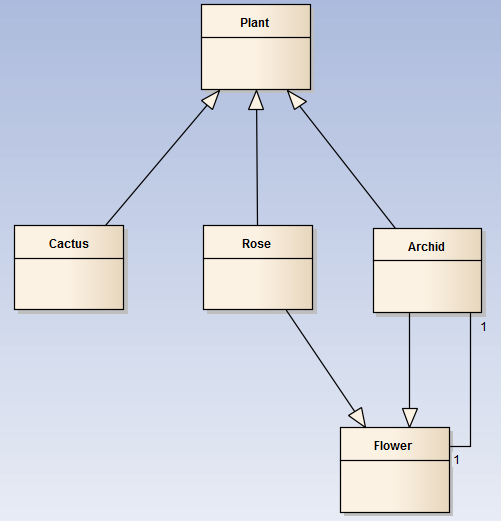 Plant
Cactus
Rose
Archid
1
Flower
1